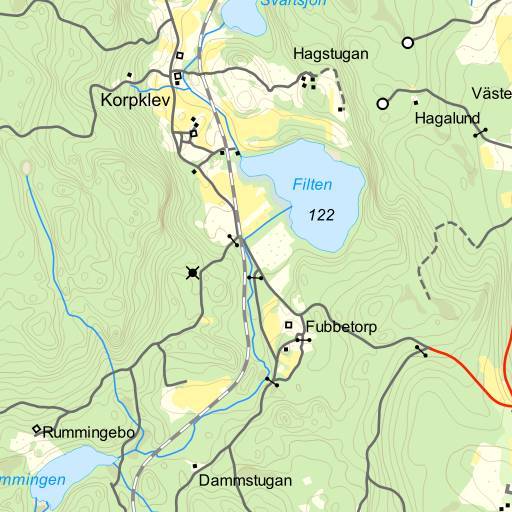 Svartsjön
Hagstugan
Korpklev
Väste
Hagalund
Filten
122
Fubbetorp
Rummingebo
mmingen
Dammstugan